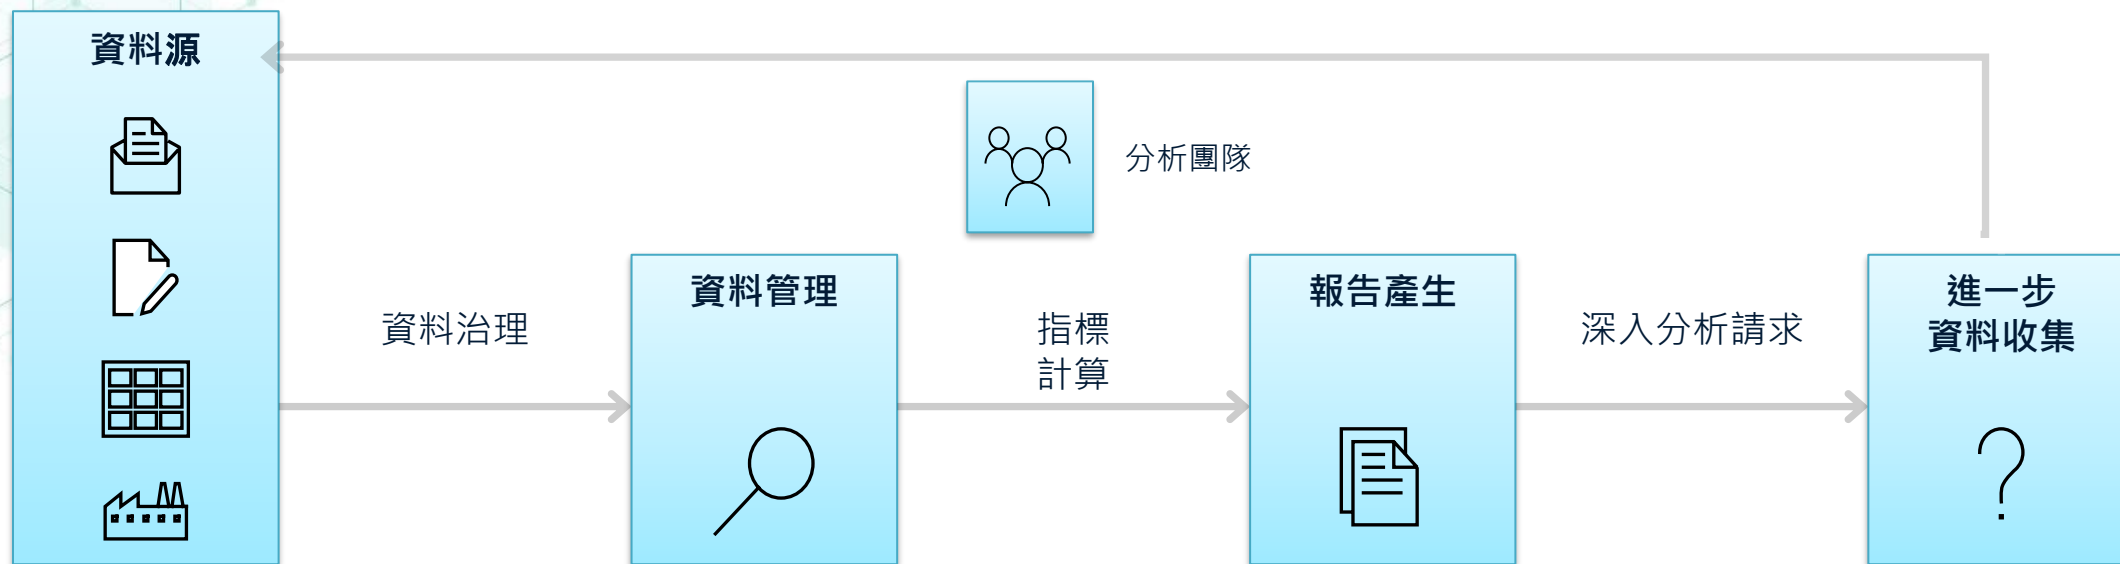 資料源
分析團隊
資料治理
資料管理
指標
計算
報告產生
深入分析請求
進一步
資料收集